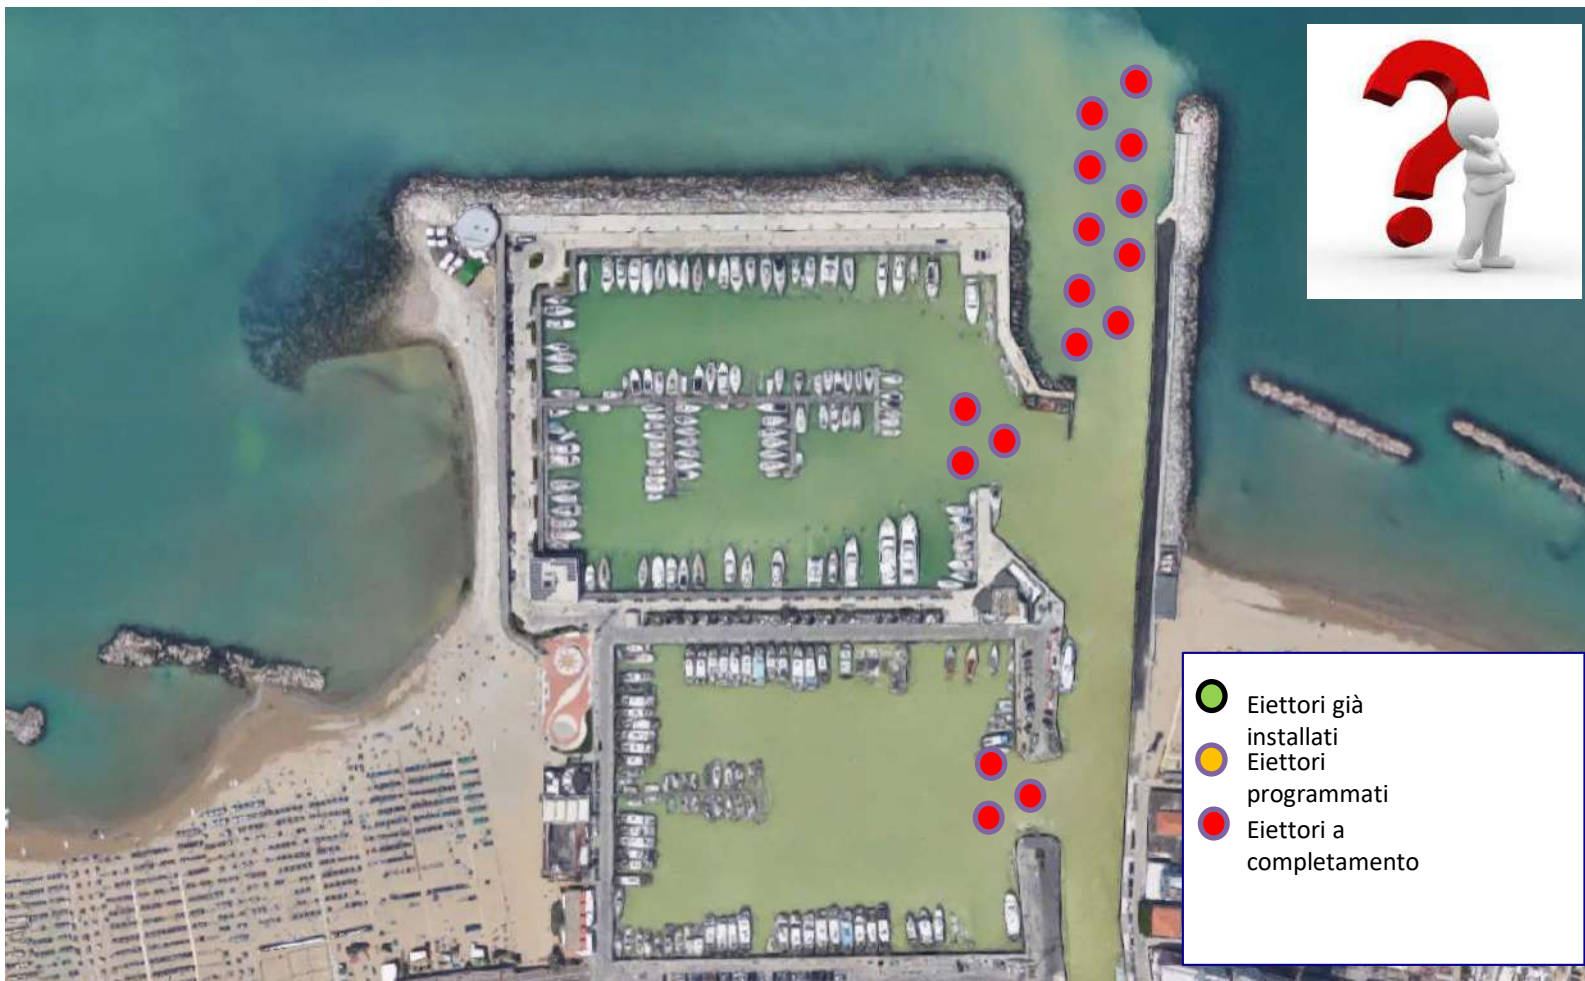 Eiettori già
installati
Eiettori
programmati
Eiettori a
completamento